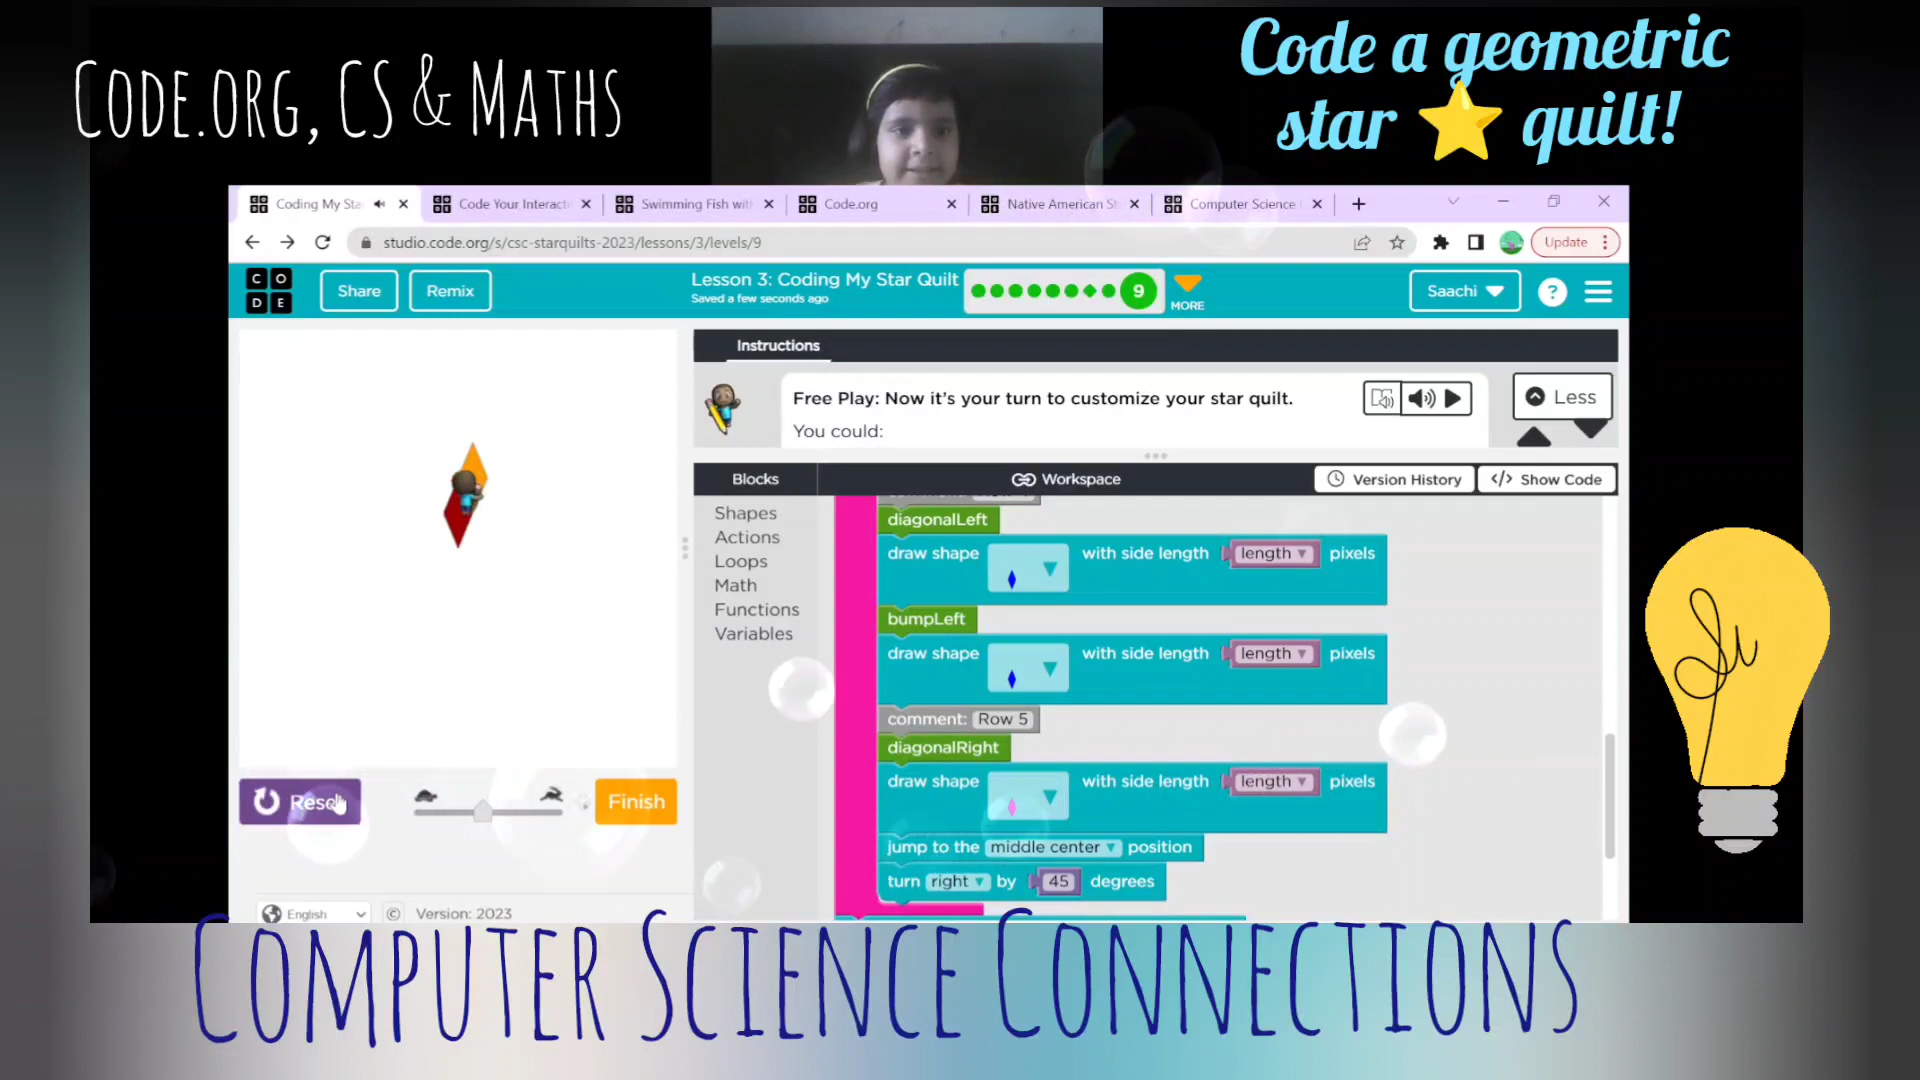 CODE.ORG, CS & MATHS
Code a geometric
star quilt!
Coding My Sta
Code Your Interact
Swimming Fish wit
Code.org
Native American S
Computer Science
studio.code.org/s/csc-starquilts-2023/lessons/3/levels/9
Update
CODE
Share
Remix
Lesson 3: Coding My Star Quilt
Saved a few seconds ago
9
MORE
Saachi
?
Instructions
Free Play: Now it's your turn to customize your star quilt.
You could:
Less
Blocks
Workspace
Version History
</> Show Code
Shapes
Actions
Loops
Math
Functions
Variables
diagonalLeft
draw shape with side length length pixels
bumpLeft
draw shape with side length length pixels
comment: Row 5
diagonalRight
draw shape with side length length pixels
jump to the middle center position
turn right by 45 degrees
Reset
Finish
English
© Version: 2023
COMPUTER SCIENCE CONNECTIONS